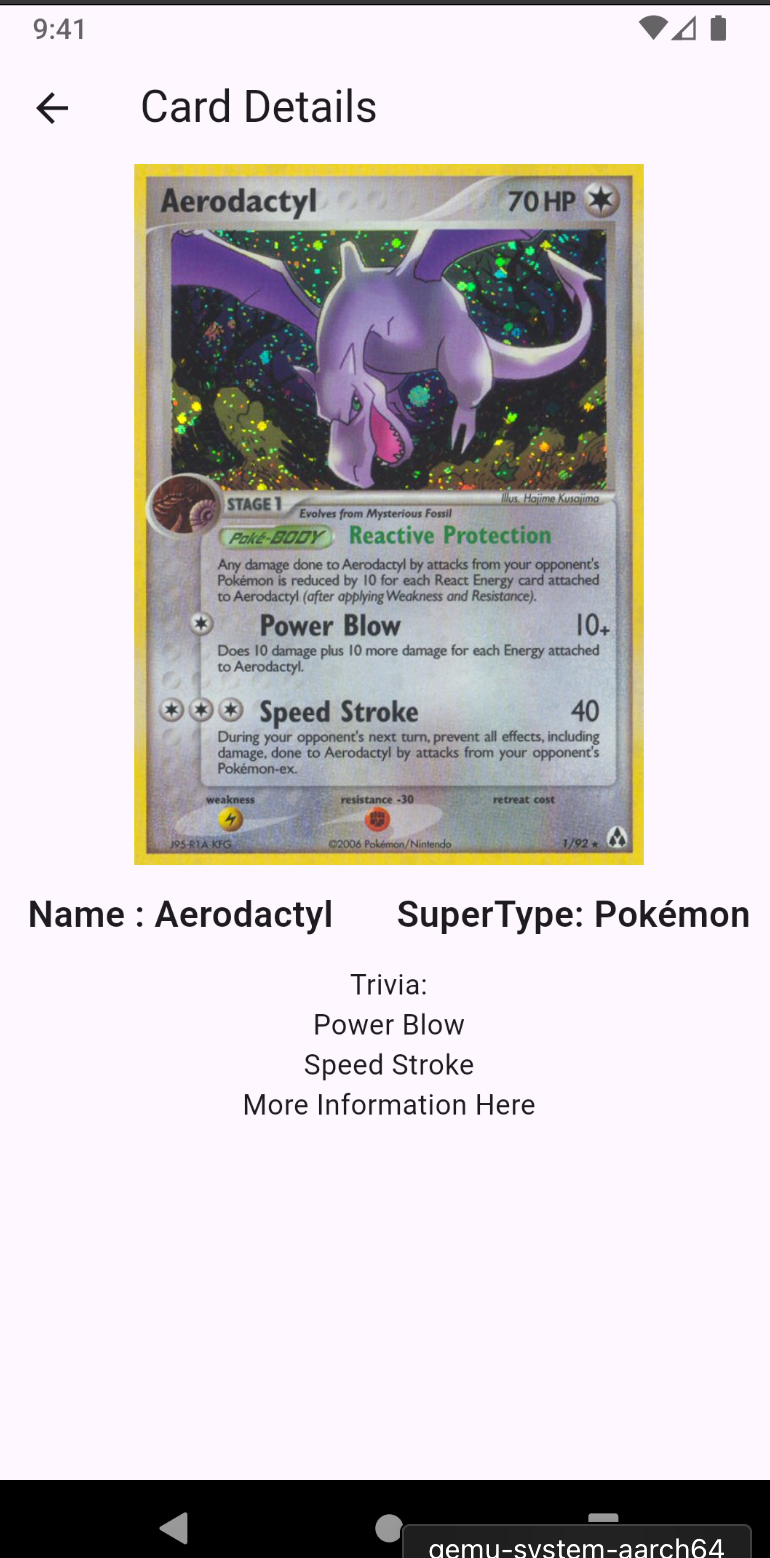 9:41
Card Details
Aerodactyl 70 HP
Illus. Hajime Kusajima
STAGE 1
Evolves from Mysterious Fossil
Poké-BODY Reactive Protection
Any damage done to Aerodactyl by attacks from your opponent's
Pokémon is reduced by 10 for each React Energy card attached
to Aerodactyl (after applying Weakness and Resistance).
Power Blow 10+
Does 10 damage plus 10 more damage for each Energy attached
to Aerodactyl.
Speed Stroke 40
During your opponent's next turn, prevent all effects, including
damage, done to Aerodactyl by attacks from your opponent's
Pokémon-ex.
weakness resistance -30 retreat cost
©2006 Pokémon/Nintendo 1/92
Name : Aerodactyl SuperType: Pokémon
Trivia:
Power Blow
Speed Stroke
More Information Here
qemu-system-aarch64